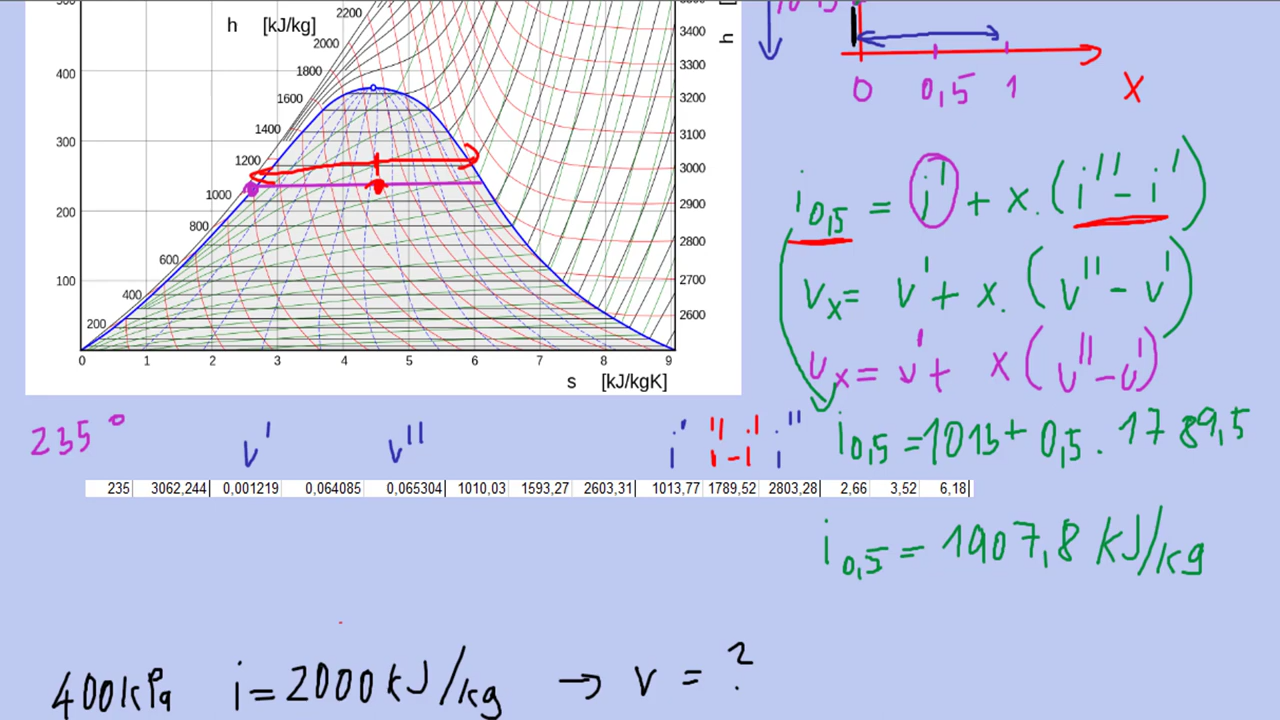 h [kJ/kg]
2200
2000
1800
1600
1400
1200
1000
800
600
400
200
400
300
200
100
0 1 2 3 4 5 6 7 8 9
s [kJ/kgK]
3400
3300
3200
3100
3000
2900
2800
2700
2600
h
0 0,5 1 X
i0,5 = i' + x. (i'' - i')
vx = v' + x. (v'' - v')
vx = v' + x (v'' - v')
i0,5 = 1013 + 0,5 . 1789,5
i0,5 = 1907,8 kJ/kg
235°
v' v'' i' i''-i' i''
235 3062,244 0,001219 0,064085 0,065304 1010,03 1593,27 2603,31 1013,77 1789,52 2803,28 2,66 3,52 6,18
400kPa i=2000kJ/kg → v = ?